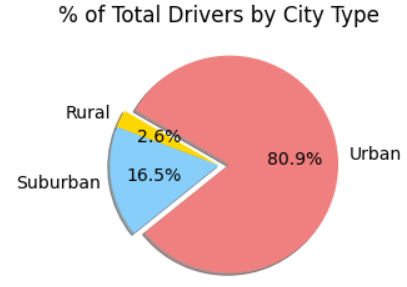 % of Total Drivers by City Type
Rural
2.6%
Urban
80.9%
Suburban
16.5%